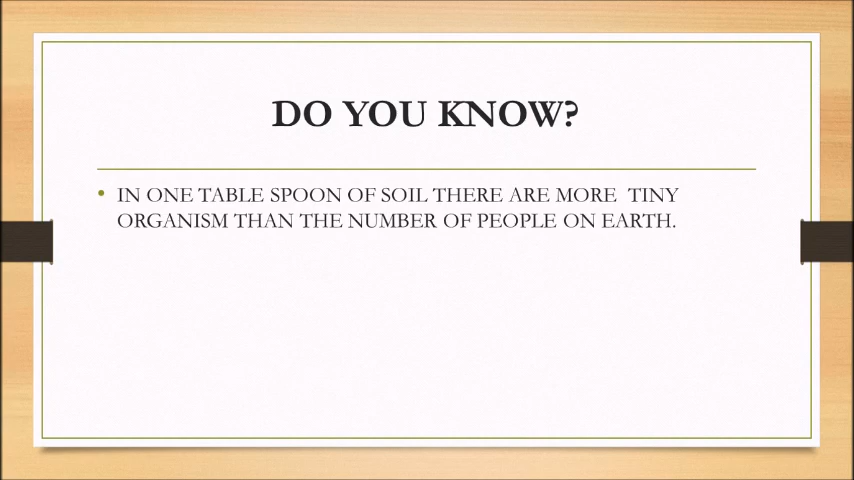 DO YOU KNOW?
• IN ONE TABLE SPOON OF SOIL THERE ARE MORE  TINY
ORGANISM THAN THE NUMBER OF PEOPLE ON EARTH.